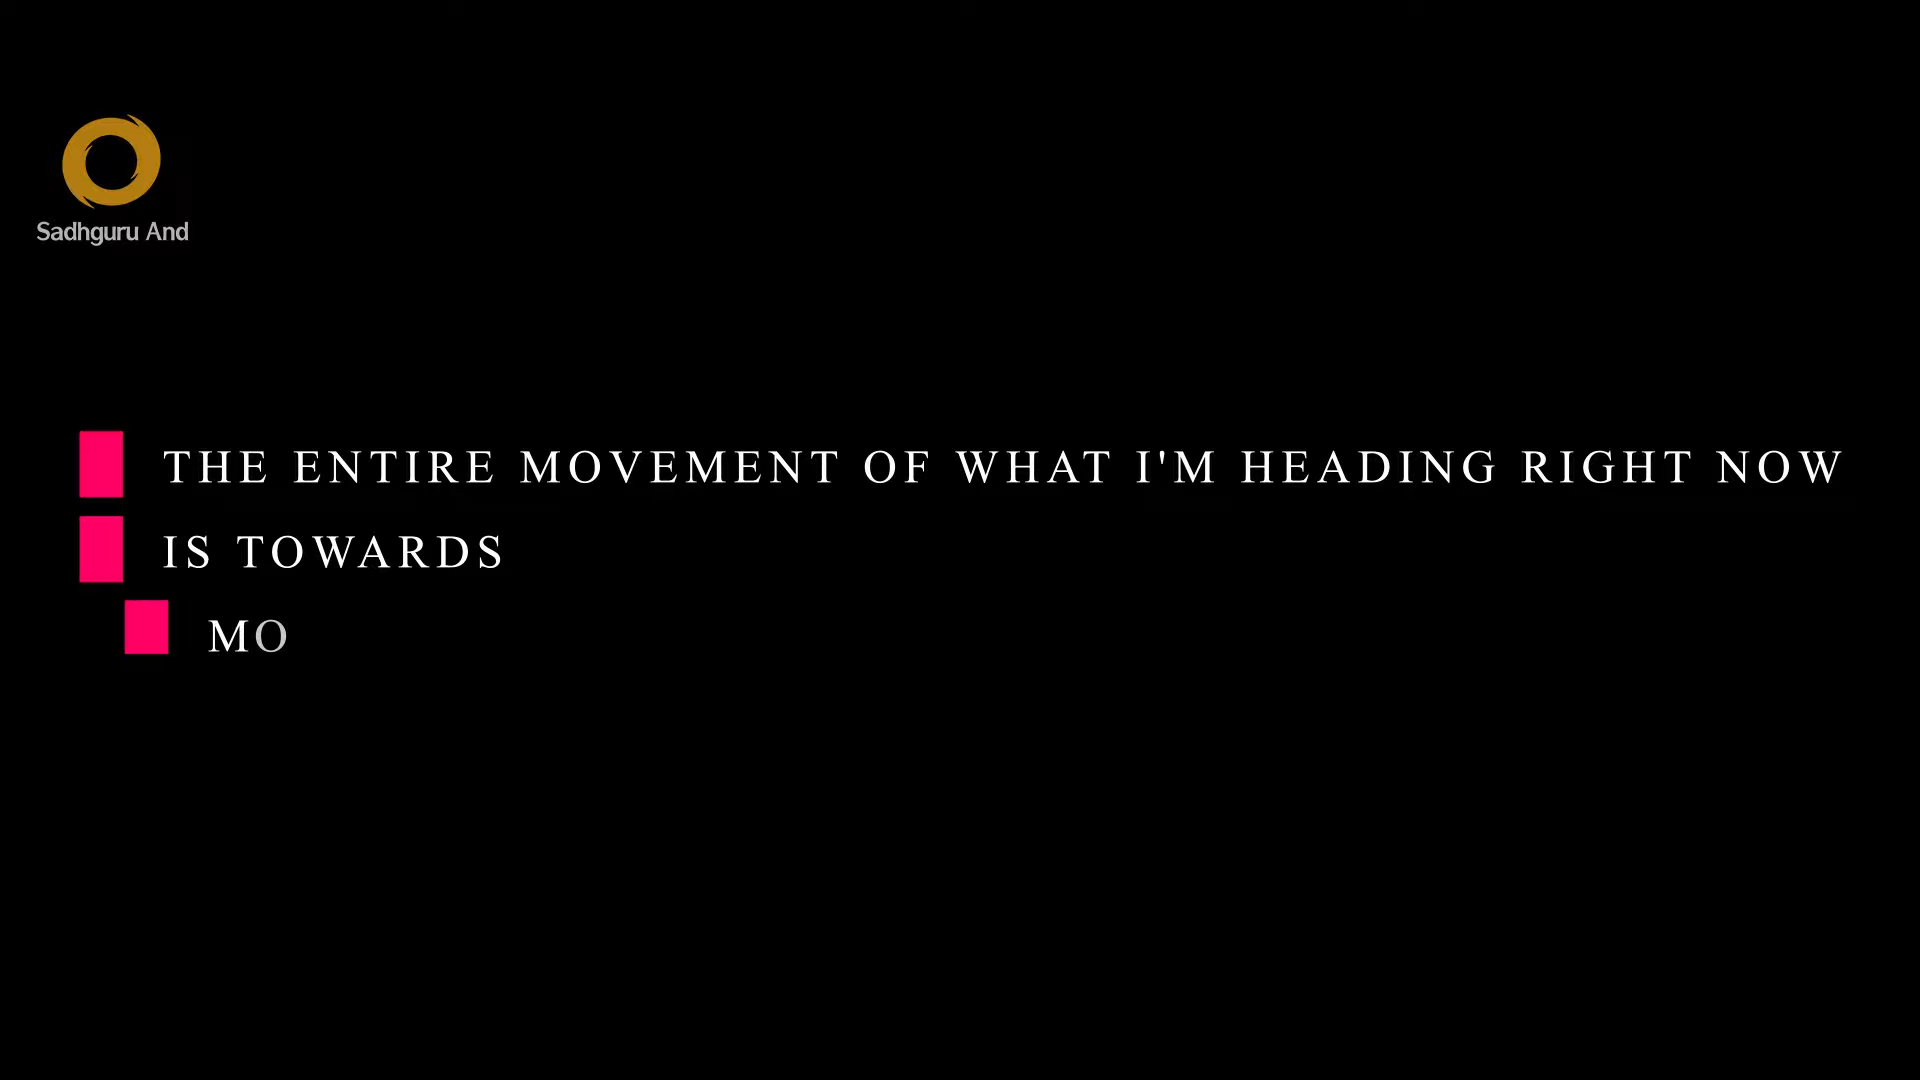 Sadhguru And
THE ENTIRE MOVEMENT OF WHAT I'M HEADING RIGHT NOW
IS TOWARDS
MO